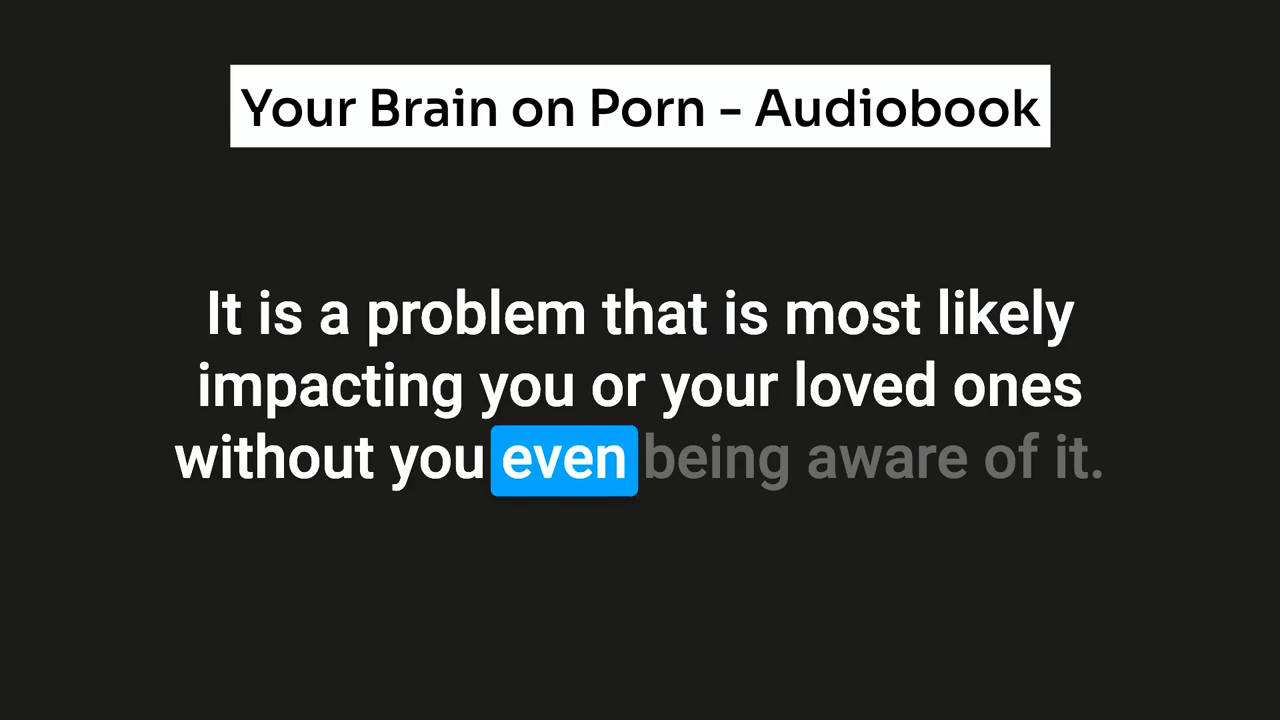 Your Brain on Porn - Audiobook
It is a problem that is most likely
impacting you or your loved ones
without you even being aware of it.